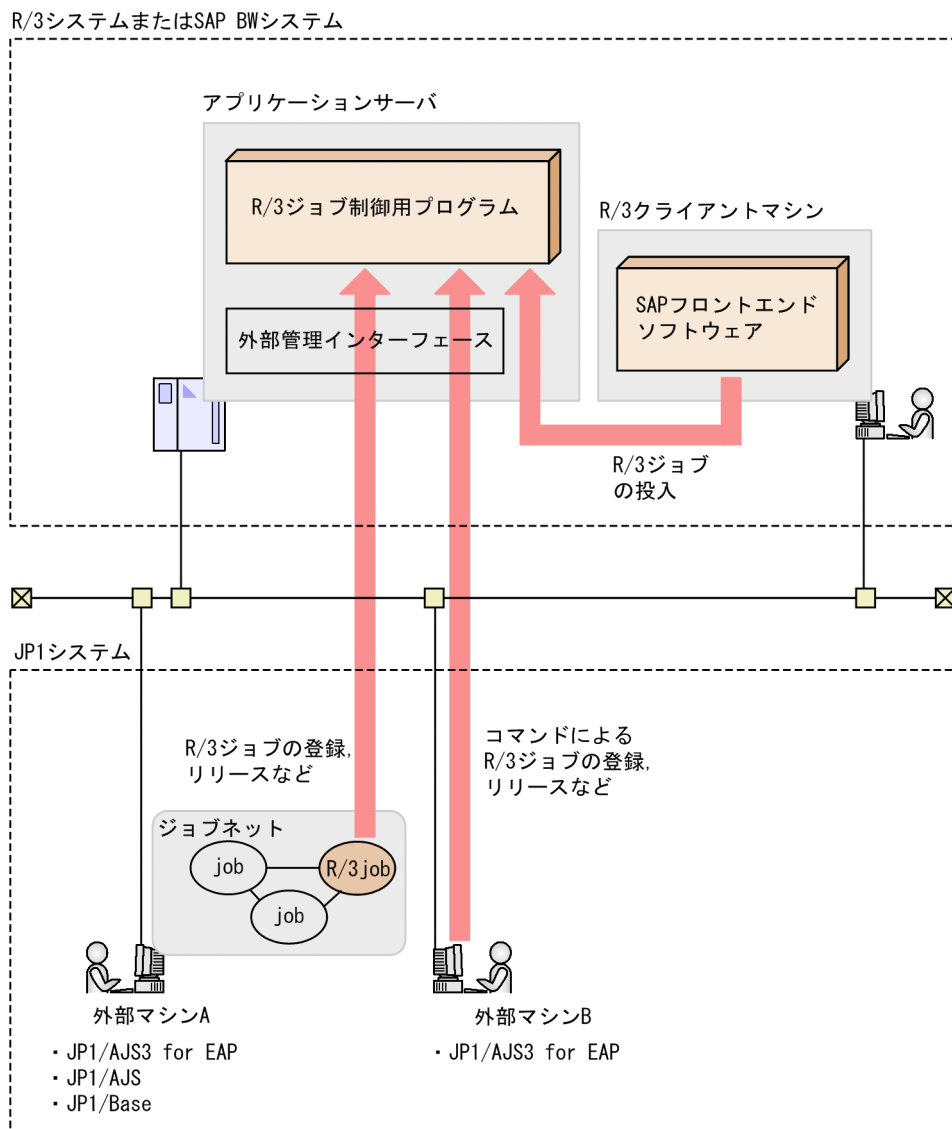 R/3システムまたはSAP BWシステム
アプリケーションサーバ
R/3ジョブ制御用プログラム
R/3クライアントマシン
SAPフロントエンド
ソフトウェア
外部管理インターフェース
R/3ジョブ
の投入
JP1システム
R/3ジョブの登録,
リリースなど
コマンドによる
R/3ジョブの登録,
リリースなど
ジョブネット
job
R/3job
job
外部マシンA
・JP1/AJS3 for EAP
・JP1/AJS
・JP1/Base
外部マシンB
・JP1/AJS3 for EAP